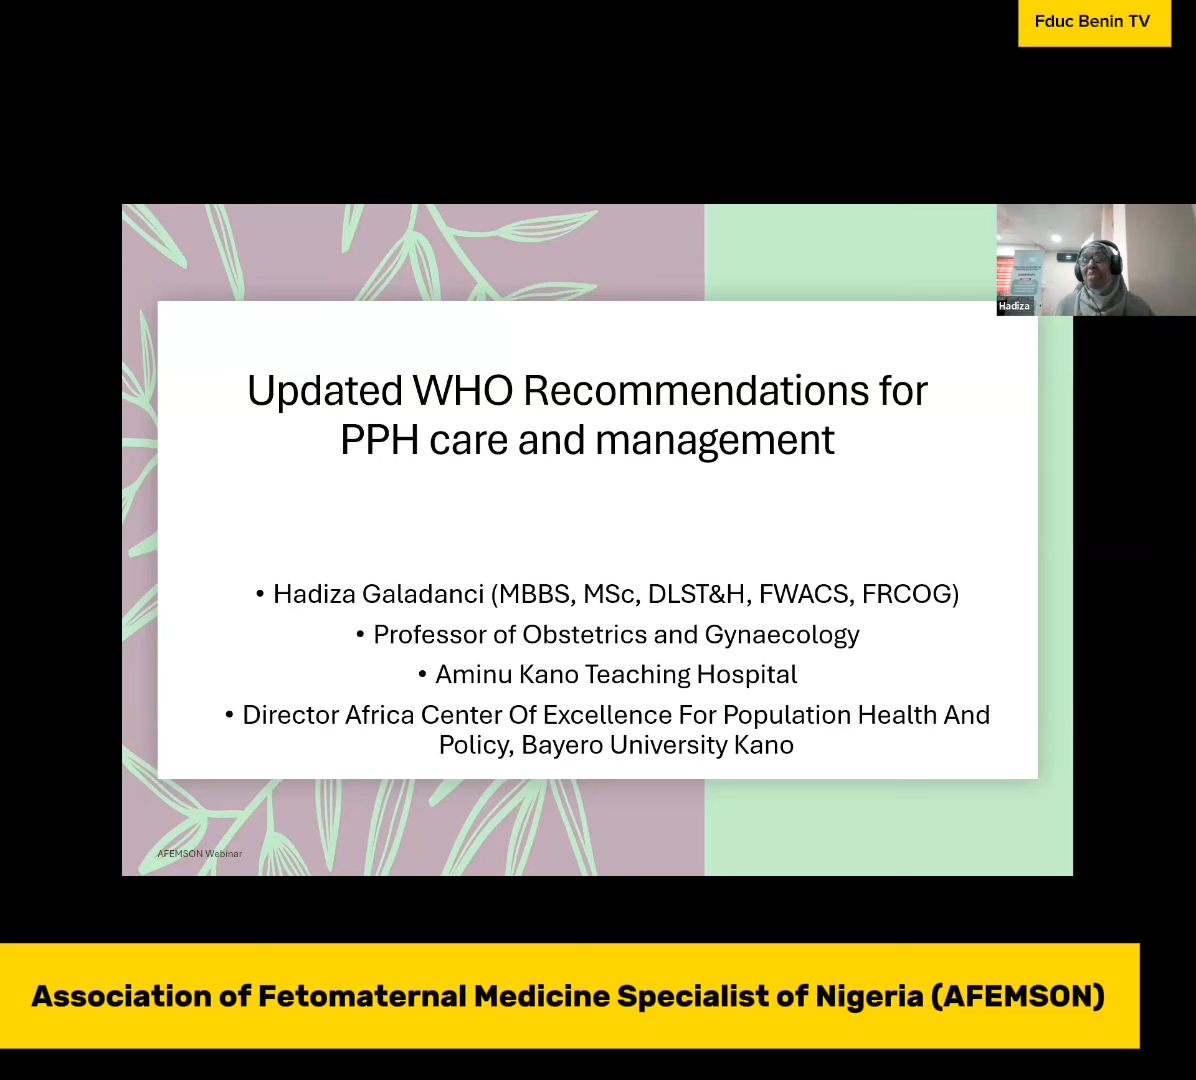 Fduc Benin TV
Hadiza
Updated WHO Recommendations for
PPH care and management
• Hadiza Galadanci (MBBS, MSc, DLST&H, FWACS, FRCOG)
• Professor of Obstetrics and Gynaecology
• Aminu Kano Teaching Hospital
• Director Africa Center Of Excellence For Population Health And
Policy, Bayero University Kano
AFEMSON Webinar
Association of Fetomaternal Medicine Specialist of Nigeria (AFEMSON)